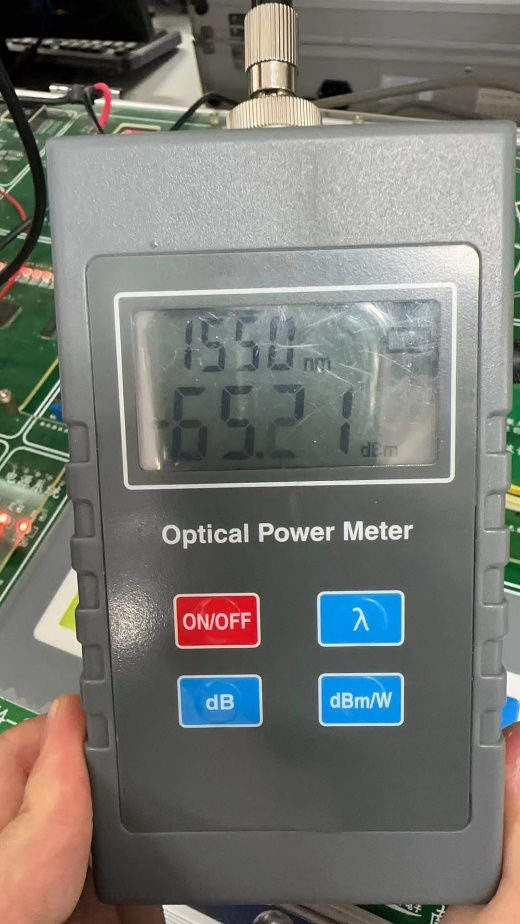 1550 nm
-65.21 dBm
Optical Power Meter
ON/OFF λ
dB dBm/W